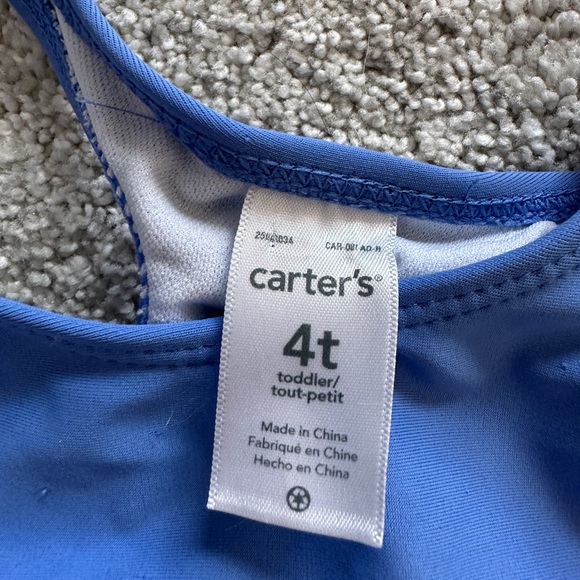 carter's®
4t
toddler/
tout-petit
Made in China
Fabriqué en Chine
Hecho en China